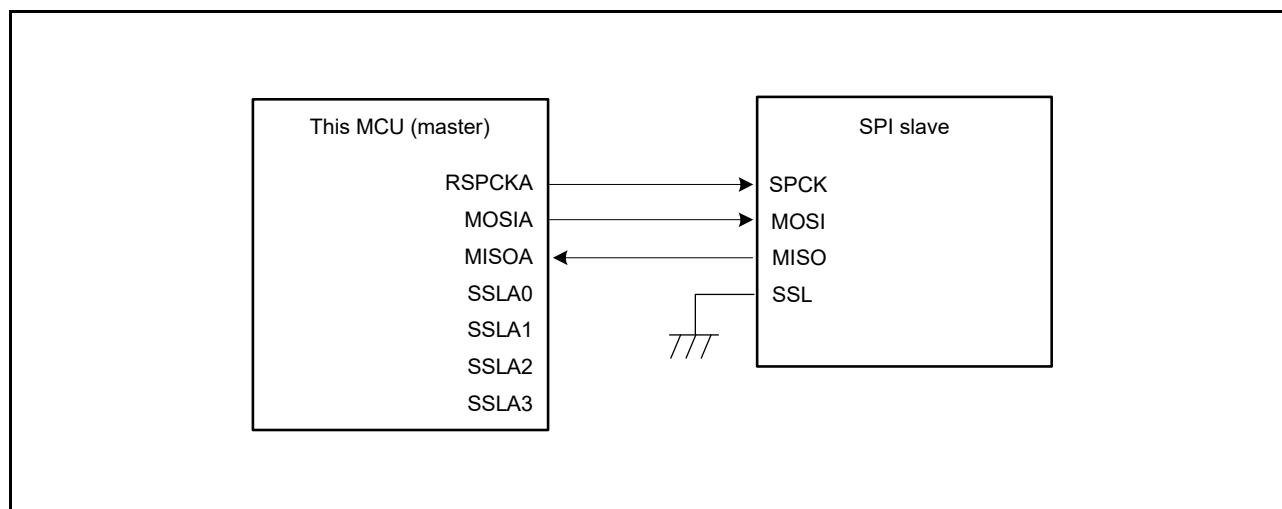 This MCU (master)
RSPCKA
MOSIA
MISOA
SSLA0
SSLA1
SSLA2
SSLA3
SPI slave
SPCK
MOSI
MISO
SSL